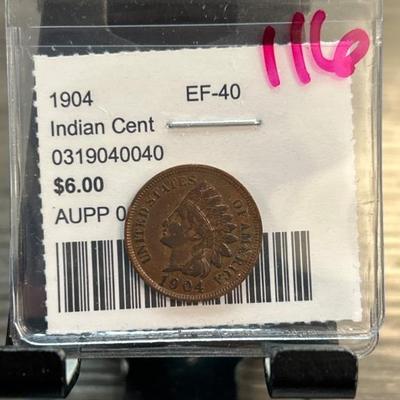 116
1904 EF-40
Indian Cent
0319040040
$6.00
AUPP 0
UNITED STATES OF AMERICA
1904